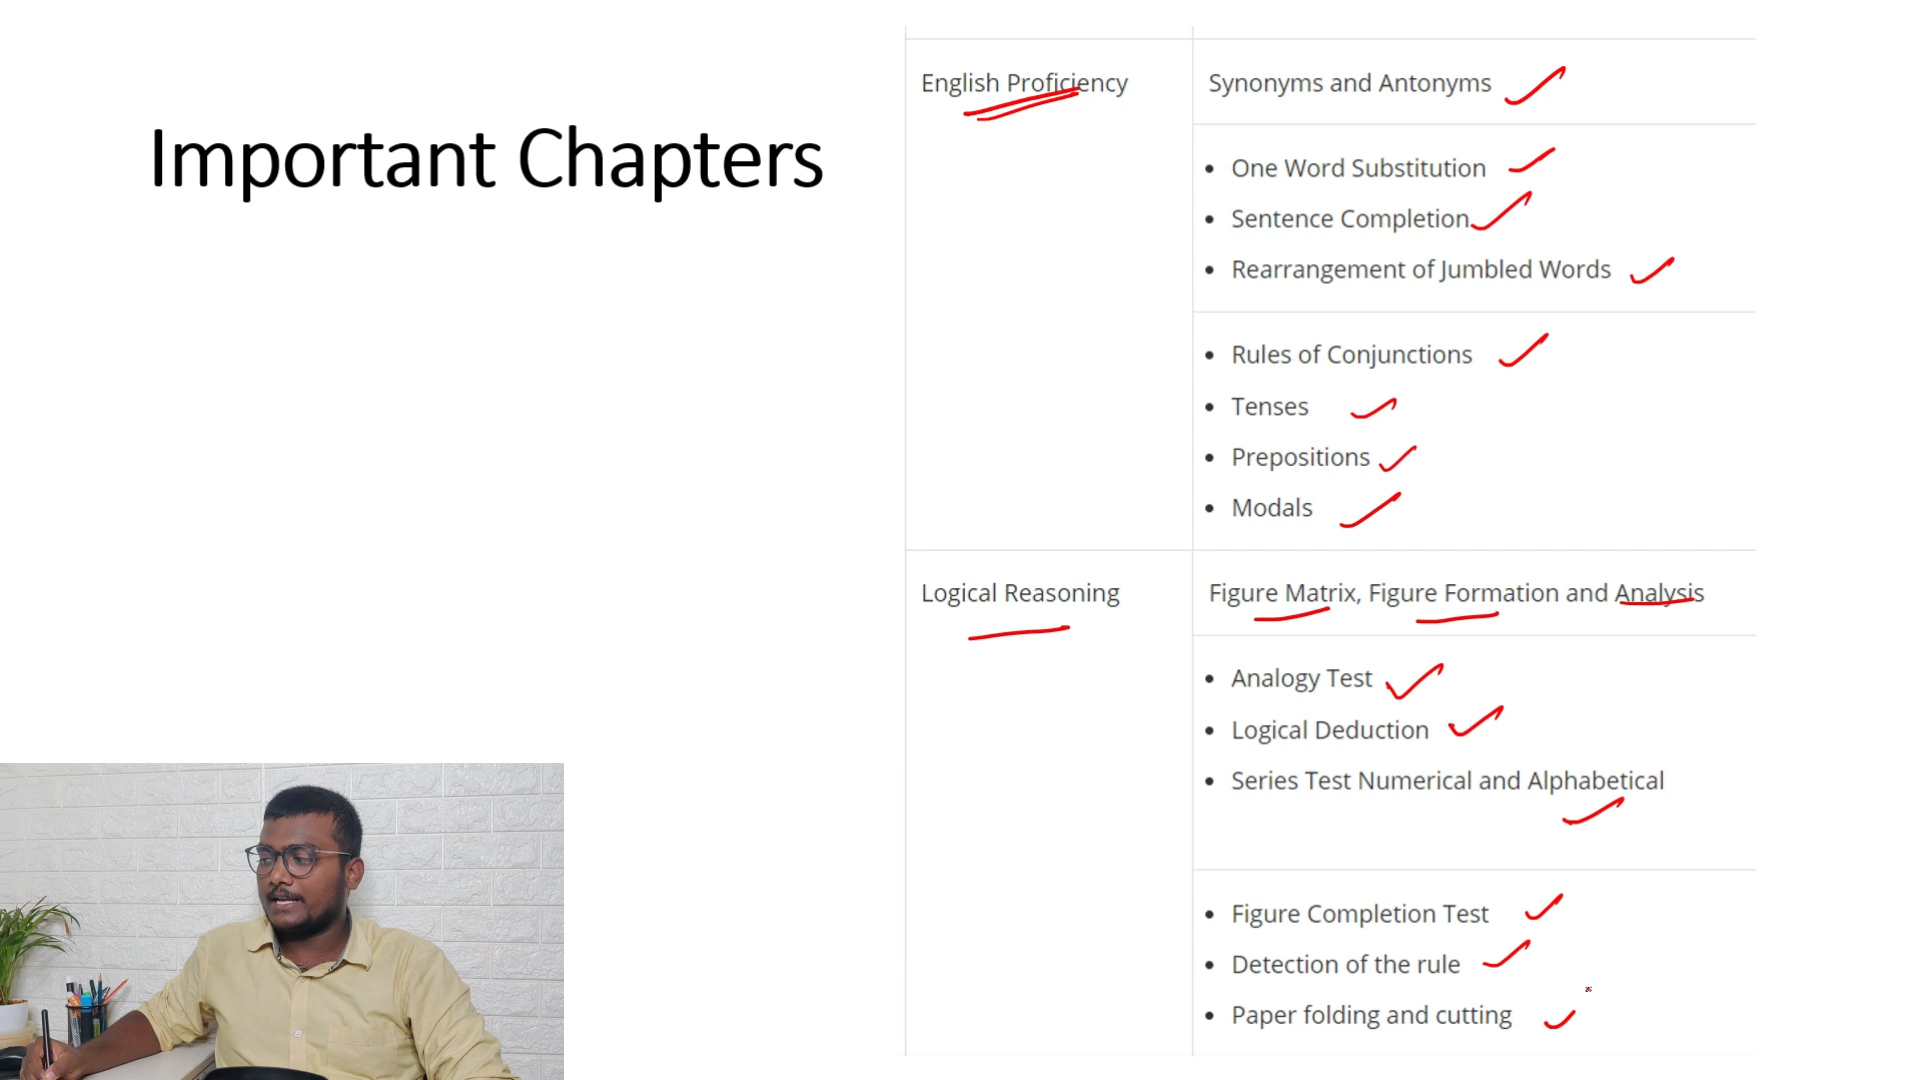 Important Chapters
English Proficiency
Synonyms and Antonyms
One Word Substitution
Sentence Completion
Rearrangement of Jumbled Words
Rules of Conjunctions
Tenses
Prepositions
Modals
Logical Reasoning
Figure Matrix, Figure Formation and Analysis
Analogy Test
Logical Deduction
Series Test Numerical and Alphabetical
Figure Completion Test
Detection of the rule
Paper folding and cutting